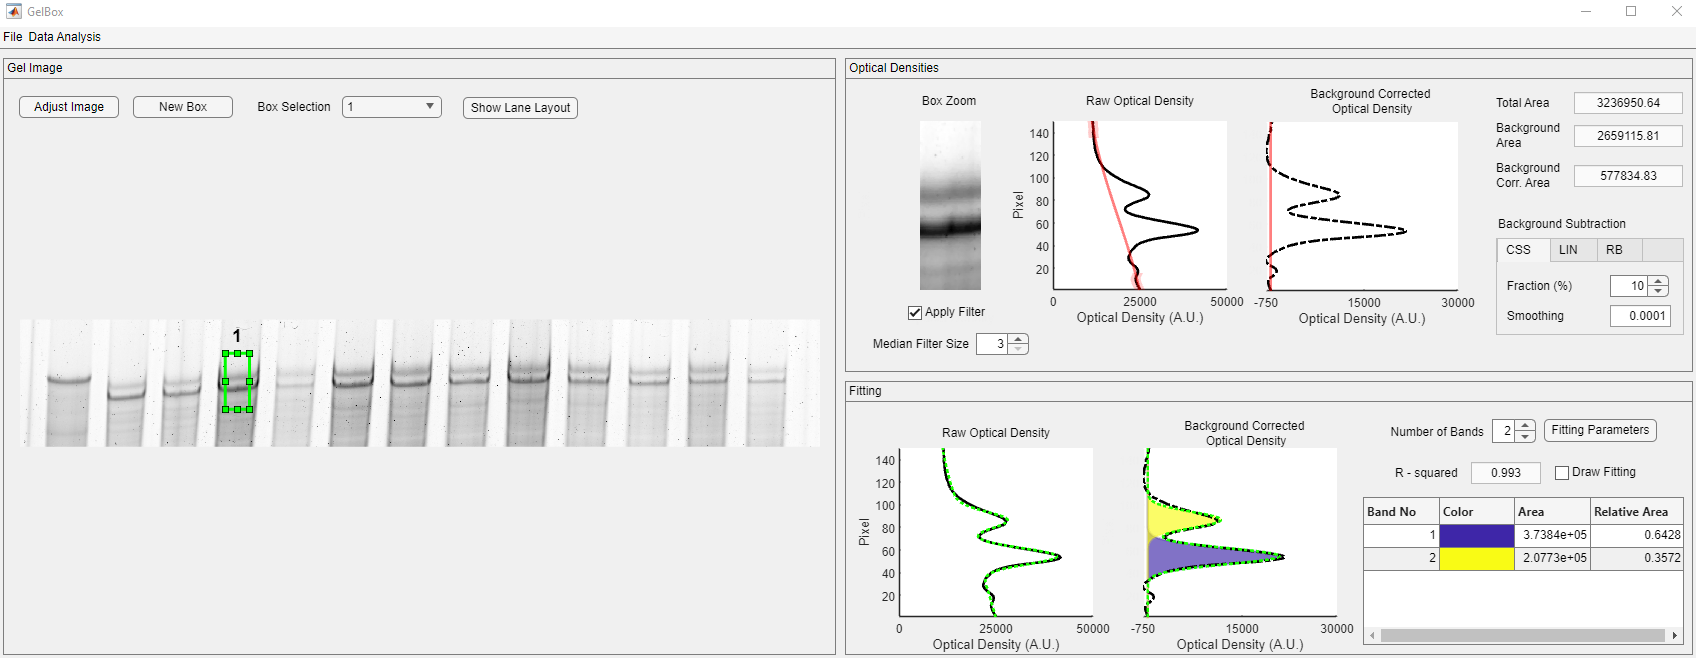 GelBox
File Data Analysis
Gel Image
Adjust Image
New Box
Box Selection
1
Show Lane Layout
1
Optical Densities
Box Zoom
Apply Filter
Median Filter Size
3
Raw Optical Density
Pixel
140
120
100
80
60
40
20
0
25000
50000
Optical Density (A.U.)
Background Corrected
Optical Density
-750
15000
30000
Optical Density (A.U.)
Total Area
3236950.64
Background
Area
2659115.81
Background
Corr. Area
577834.83
Background Subtraction
CSS
LIN
RB
Fraction (%)
10
Smoothing
0.0001
Fitting
Raw Optical Density
Pixel
140
120
100
80
60
40
20
0
25000
50000
Optical Density (A.U.)
Background Corrected
Optical Density
-750
15000
30000
Optical Density (A.U.)
Number of Bands
2
Fitting Parameters
R - squared
0.993
Draw Fitting
Band No Color Area Relative Area
1 3.7384e+05 0.6428
2 2.0773e+05 0.3572